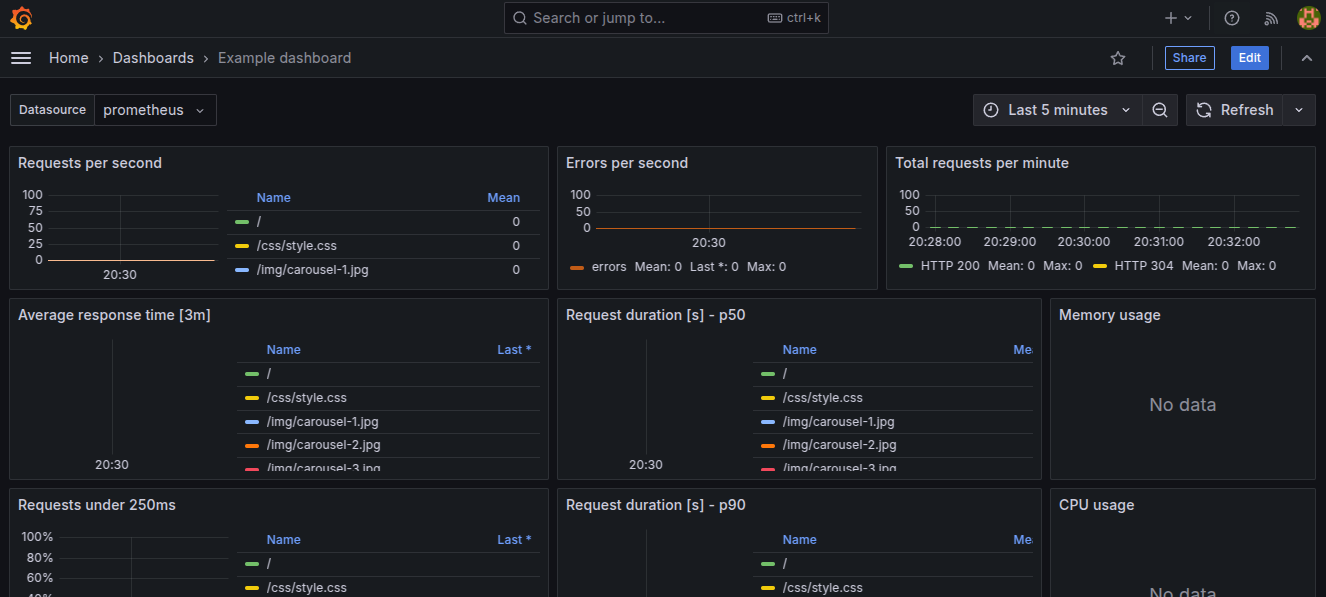 Search or jump to... ctrl+k
Home › Dashboards › Example dashboard Share Edit
Datasource prometheus Last 5 minutes Refresh
Requests per second
100
75
50
25
0
20:30
Name Mean
/ 0
/css/style.css 0
/img/carousel-1.jpg 0
Errors per second
100
50
0
20:30
errors Mean: 0 Last *: 0 Max: 0
Total requests per minute
100
50
0
20:28:00 20:29:00 20:30:00 20:31:00 20:32:00
HTTP 200 Mean: 0 Max: 0 HTTP 304 Mean: 0 Max: 0
Average response time [3m]
20:30
Name Last *
/
/css/style.css
/img/carousel-1.jpg
/img/carousel-2.jpg
/img/carousel-3.jpg
Request duration [s] - p50
20:30
Name Mea
/
/css/style.css
/img/carousel-1.jpg
/img/carousel-2.jpg
/img/carousel-3.jpg
Memory usage
No data
Requests under 250ms
100%
80%
60%
40%
Name Last *
/
/css/style.css
Request duration [s] - p90
Name Mea
/
/css/style.css
CPU usage
No data